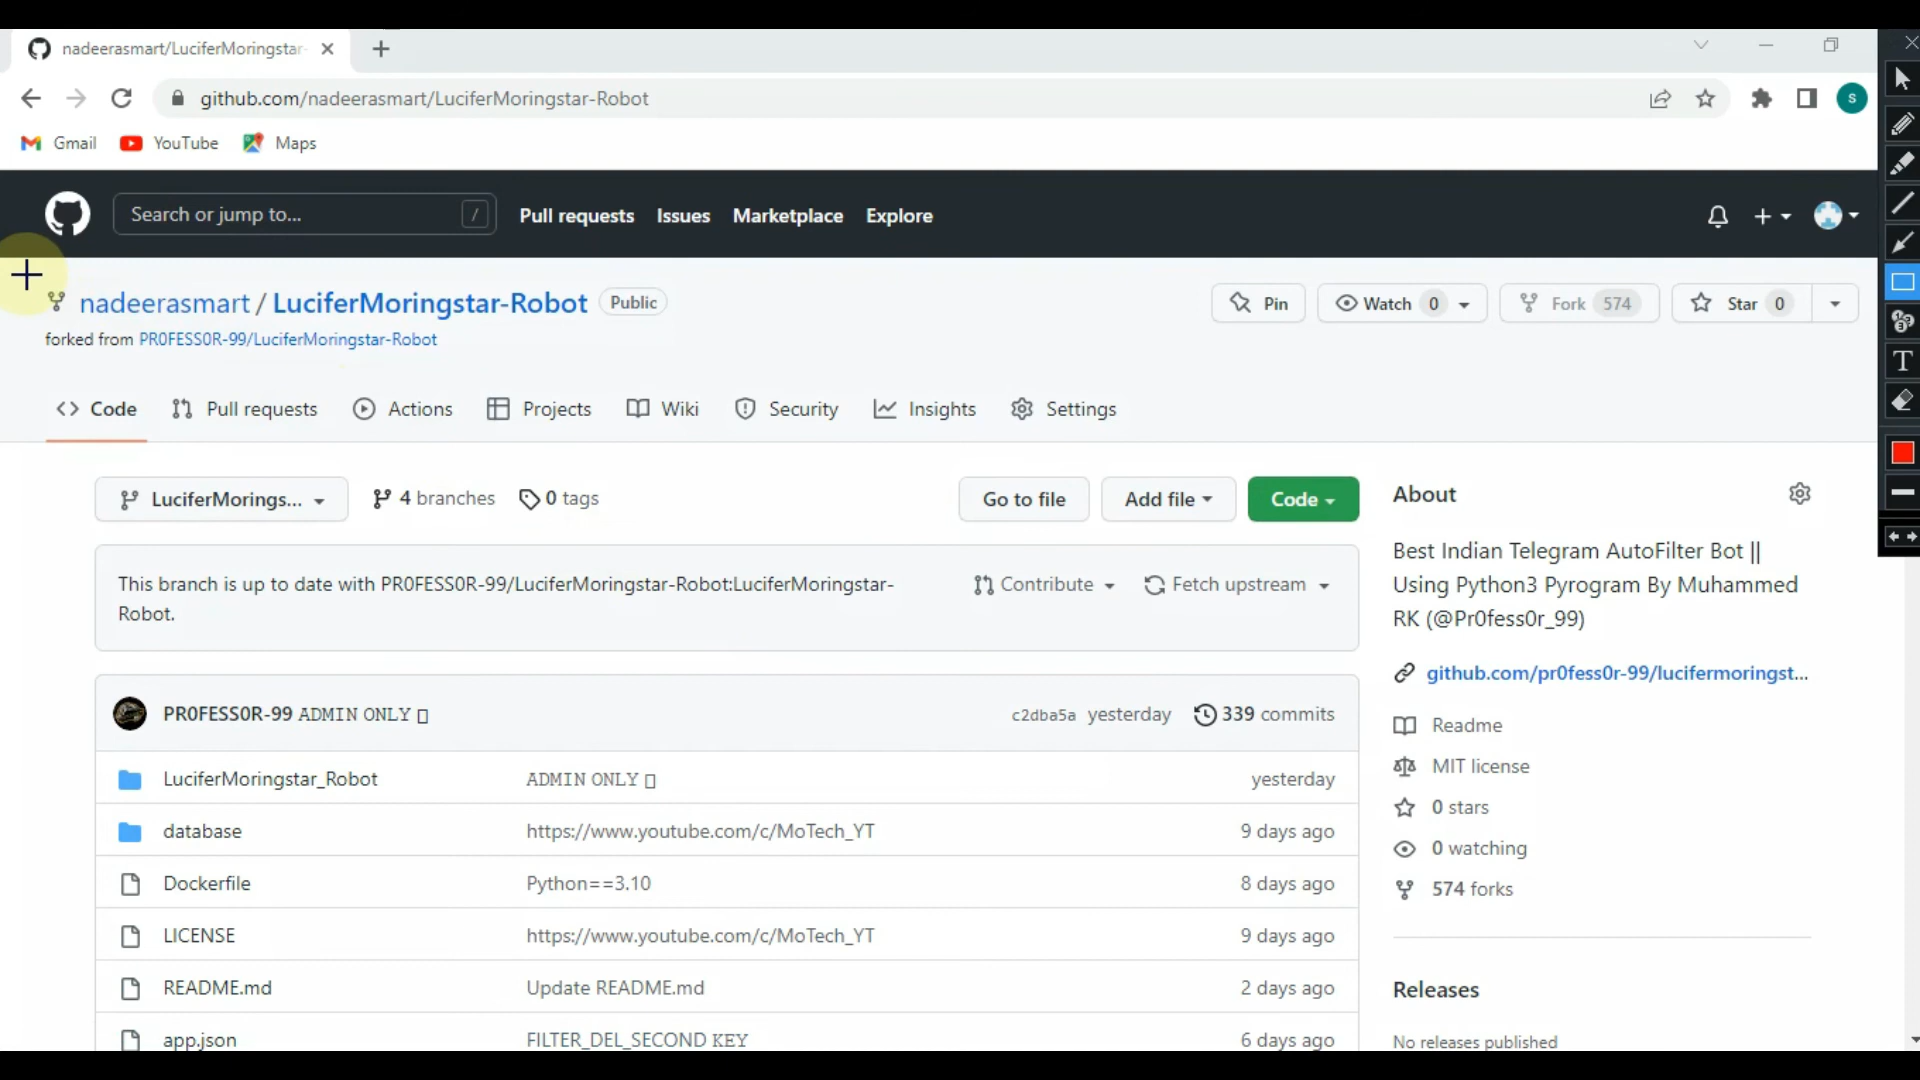 nadeerasmart/LuciferMoringstar-
github.com/nadeerasmart/LuciferMoringstar-Robot
S
Gmail YouTube Maps
Search or jump to... / Pull requests Issues Marketplace Explore
nadeerasmart / LuciferMoringstar-Robot Public
Pin Watch 0 Fork 574 Star 0
forked from PR0FESS0R-99/LuciferMoringstar-Robot
Code Pull requests Actions Projects Wiki Security Insights Settings
LuciferMorings... 4 branches 0 tags Go to file Add file Code
This branch is up to date with PR0FESS0R-99/LuciferMoringstar-Robot:LuciferMoringstar-
Robot.
Contribute Fetch upstream
PR0FESS0R-99 ADMIN ONLY c2dba5a yesterday 339 commits
LuciferMoringstar_Robot ADMIN ONLY yesterday
database https://www.youtube.com/c/MoTech_YT 9 days ago
Dockerfile Python==3.10 8 days ago
LICENSE https://www.youtube.com/c/MoTech_YT 9 days ago
README.md Update README.md 2 days ago
app.json FILTER_DEL_SECOND KEY 6 days ago
About
Best Indian Telegram AutoFilter Bot ||
Using Python3 Pyrogram By Muhammed
RK (@Pr0fess0r_99)
github.com/pr0fess0r-99/lucifermoringst...
Readme
MIT license
0 stars
0 watching
574 forks
Releases
No releases published
T